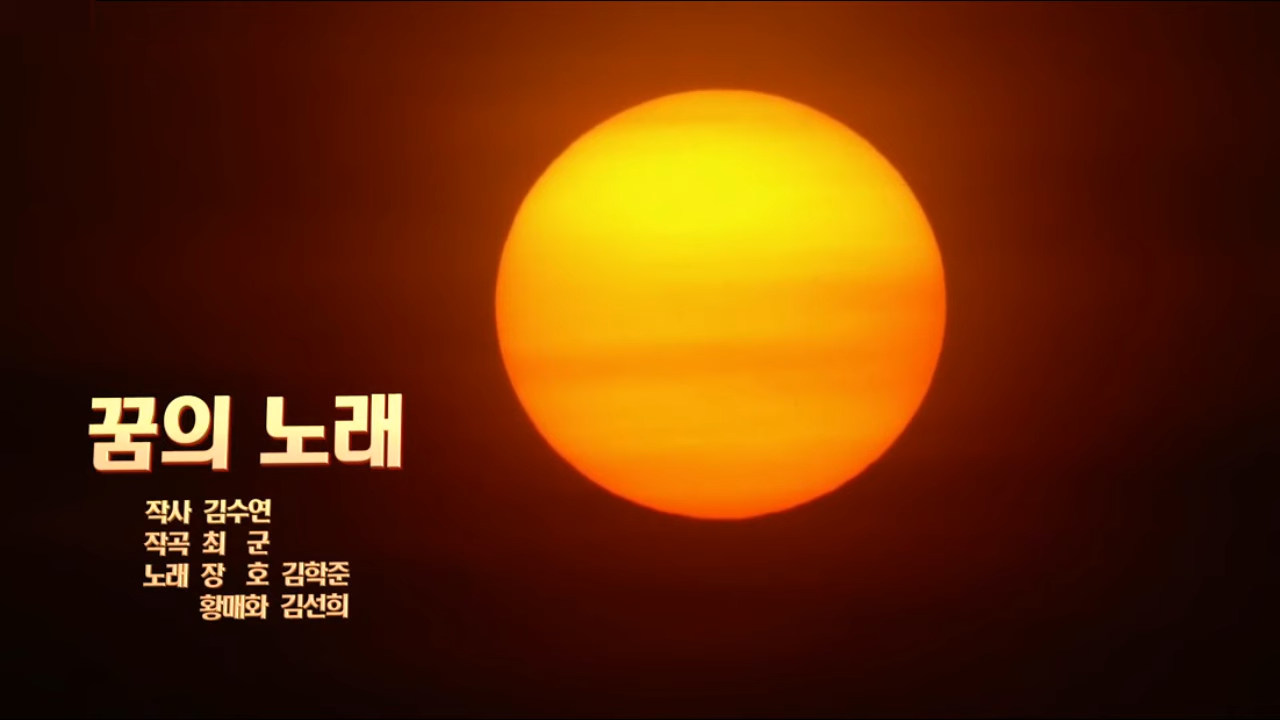 꿈의 노래
작사 김수연
작곡 최 군
노래 장 호 김학준
황매화 김선희